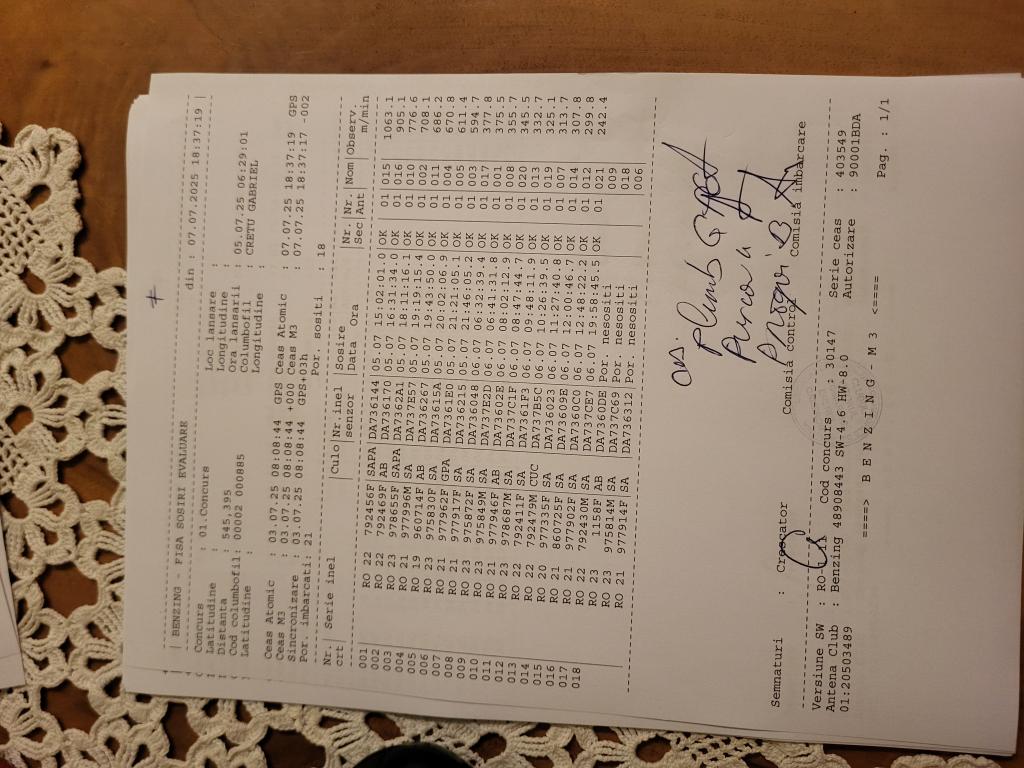 #
| BENZING - FISA SOSIRI EVALUARE din : 07.07.2025 18:37:19 |
Concurs : 01.Concurs Loc lansare :
Latitudine : Longitudine :
Distanta : 545,395 Ora lansarii : 05.07.25 06:29:01
Cod columbofil: 00002 000885 Columbofil : CRETU GABRIEL
Latitudine : Longitudine :
Ceas Atomic : 03.07.25 08:08:44 GPS Ceas Atomic : 07.07.25 18:37:19 GPS
Ceas M3 : 03.07.25 08:08:44 +000 Ceas M3 : 07.07.25 18:37:17 -002
Sincronizare : 03.07.25 08:08:44 GPS+03h
Por. imbarcati: 21 Por. sositi : 18
Nr.| Serie inel |Culo|Nr.inel |Sosire |Nr. |Nr.|Nom|Observ.
crt| | |senzor |Data Ora |Sec |Ant| |m/min
001 RO 22 792456F SAPA DA736144 05.07 15:02:01.0 OK 01 015 1063.1
002 RO 22 792469F AB DA736170 05.07 16:31:34.0 OK 01 016 905.1
003 RO 23 978655F SAPA DA7362A1 05.07 18:11:16.1 OK 01 010 776.6
004 RO 21 977996M SA DA737E57 05.07 19:19:15.4 OK 01 002 708.1
005 RO 19 96071AF AB DA736267 05.07 19:43:50.0 OK 01 011 686.2
006 RO 23 975830F SA DA73615A 05.07 20:02:06.9 OK 01 004 670.8
007 RO 21 977962F GPA DA7361E0 05.07 21:21:05.1 OK 01 005 611.4
008 RO 21 977917F SA DA736215 05.07 21:46:05.2 OK 01 003 594.7
009 RO 23 975872F SA DA736048 06.07 06:32:39.4 OK 01 017 377.8
010 RO 23 975849M SA DA737E2D 06.07 06:41:31.8 OK 01 001 375.5
011 RO 21 977946F AB DA73602E 06.07 08:02:12.9 OK 01 008 355.7
012 RO 23 978687M SA DA737C1F 06.07 08:47:44.7 OK 01 020 345.5
013 RO 22 792411F SA DA7361F3 06.07 09:48:11.9 OK 01 013 332.7
014 RO 22 792479M CUC DA737B5C 06.07 10:26:39.5 OK 01 019 325.1
015 RO 20 977335F SA DA736023 06.07 11:27:40.8 OK 01 007 313.7
016 RO 21 860725F SA DA73609E 06.07 12:00:46.7 OK 01 014 307.8
017 RO 21 977902F SA DA7360C0 06.07 12:48:22.2 OK 01 012 299.8
018 RO 22 792430M SA DA737CE7 06.07 19:58:45.5 OK 01 021 242.4
RO 23 1158F AB DA7360DE Por. nesositi 009
RO 23 975814M SA DA737C69 Por. nesositi 018
RO 21 977914F SA DA736312 Por. nesositi 006
Semnaturi : Crescator Comisia control Comisia imbarcare
Versiune SW : RO Cod concurs : 30147 Serie ceas : 403549
Antena Club : Benzing 48908443 SW-4.6 HW-8.0 Autorizare : 90001BDA
01:20503489
====> B E N Z I N G - M 3 <====
Pag. : 1/1